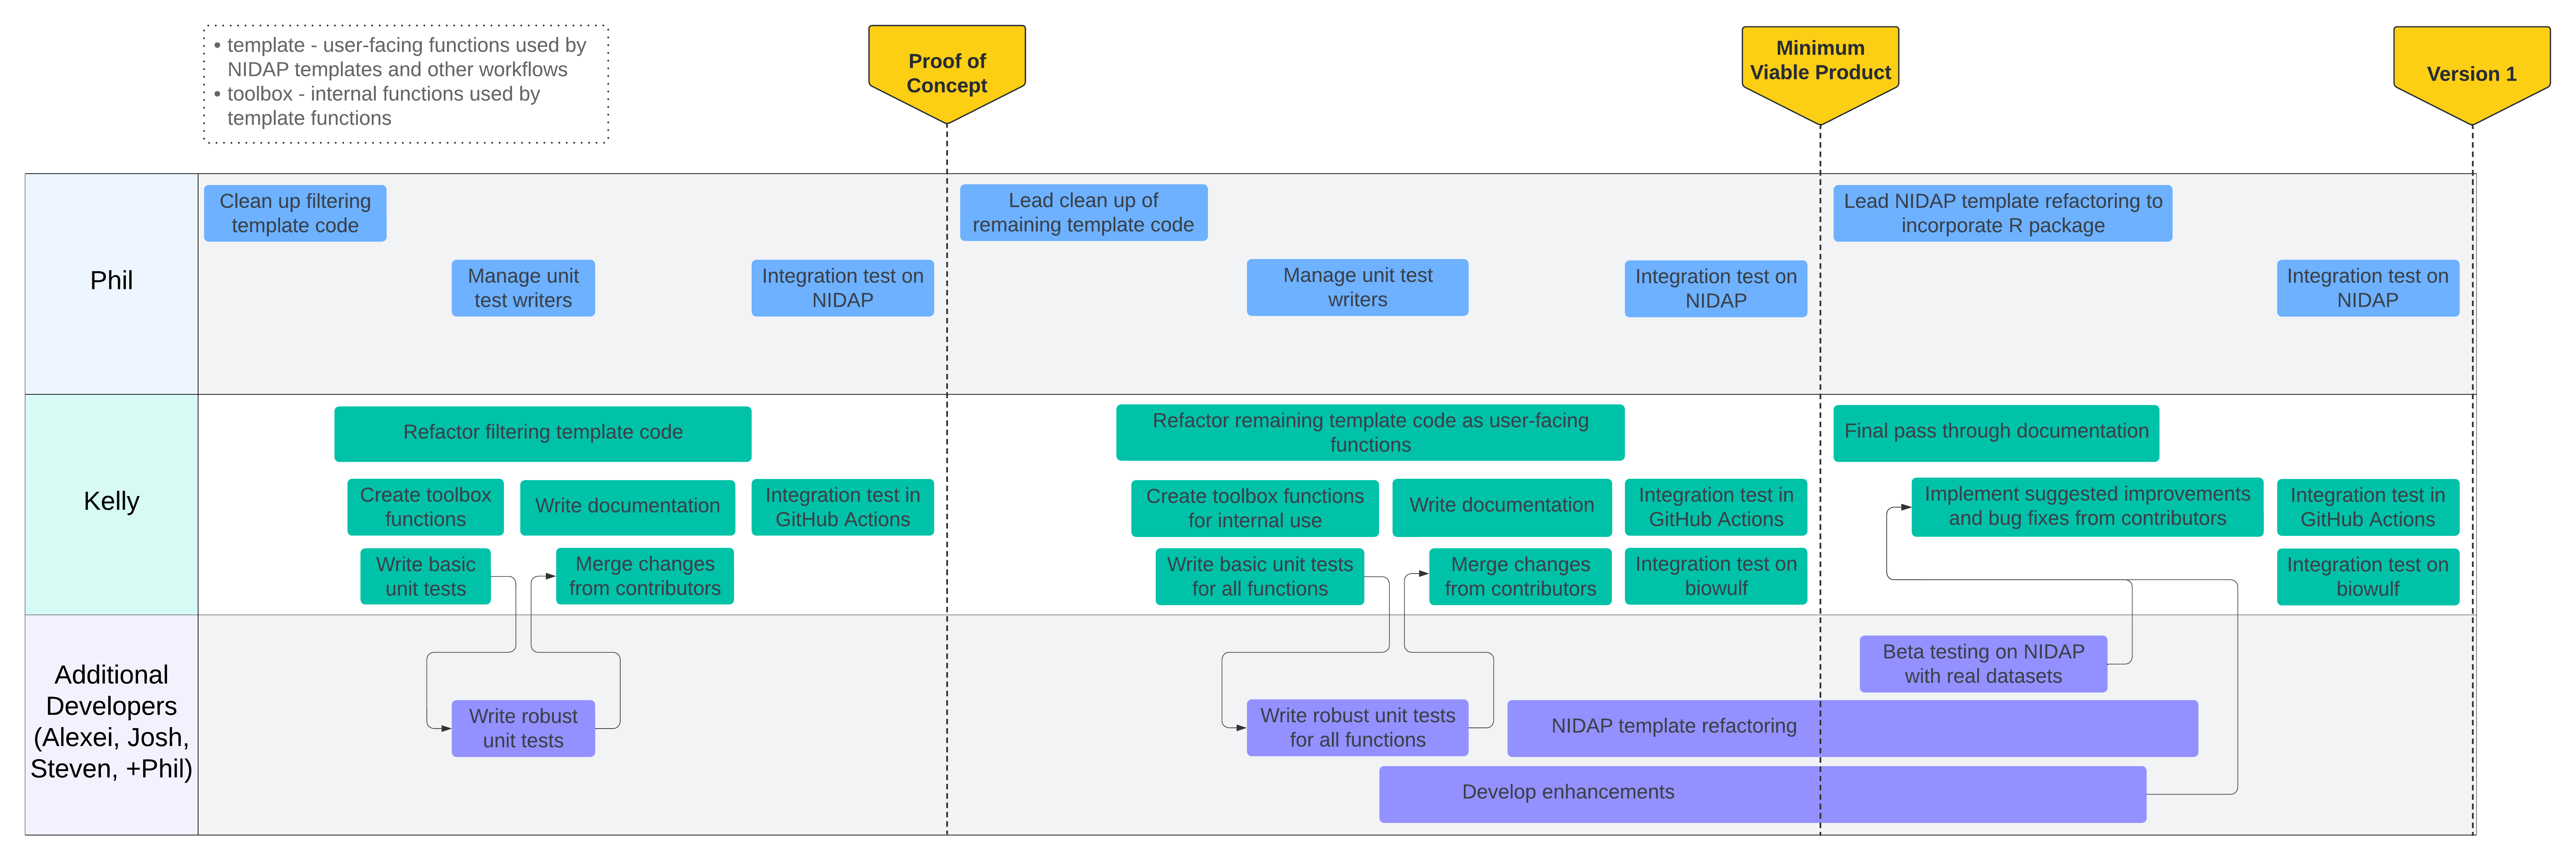 • template - user-facing functions used by
NIDAP templates and other workflows
• toolbox - internal functions used by
template functions
Proof of
Concept
Minimum
Viable Product
Version 1
Phil
Clean up filtering
template code
Manage unit
test writers
Integration test on
NIDAP
Lead clean up of
remaining template code
Manage unit test
writers
Integration test on
NIDAP
Lead NIDAP template refactoring to
incorporate R package
Integration test on
NIDAP
Kelly
Refactor filtering template code
Create toolbox
functions
Write documentation
Integration test in
GitHub Actions
Write basic
unit tests
Merge changes
from contributors
Refactor remaining template code as user-facing
functions
Create toolbox functions
for internal use
Write documentation
Integration test in
GitHub Actions
Write basic unit tests
for all functions
Merge changes
from contributors
Integration test on
biowulf
Final pass through documentation
Implement suggested improvements
and bug fixes from contributors
Integration test in
GitHub Actions
Integration test on
biowulf
Additional
Developers
(Alexei, Josh,
Steven, +Phil)
Write robust
unit tests
Write robust unit tests
for all functions
Beta testing on NIDAP
with real datasets
NIDAP template refactoring
Develop enhancements